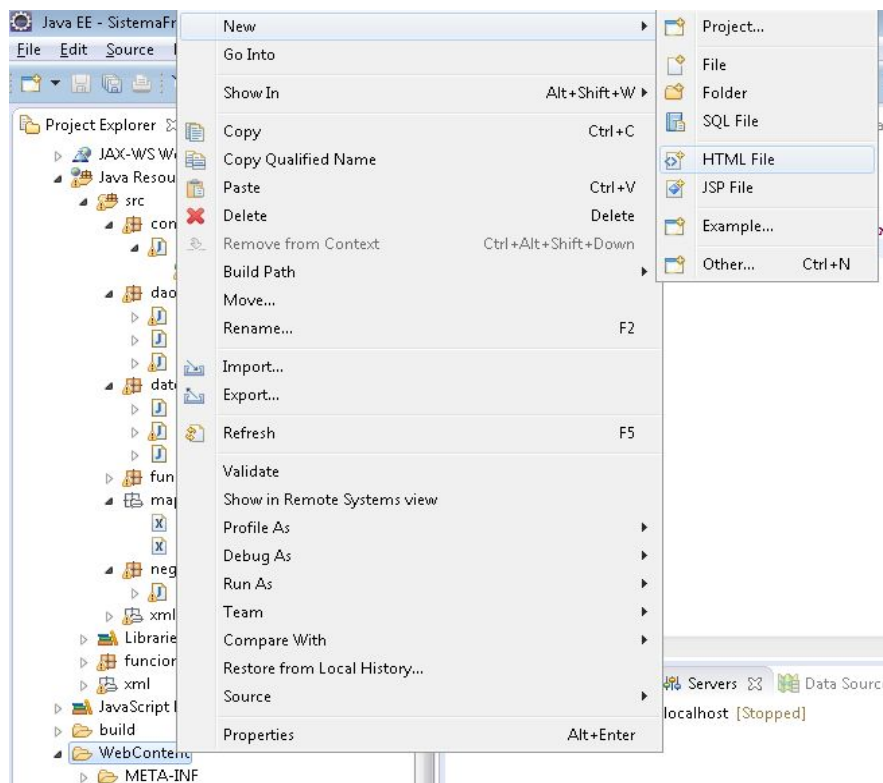 Java EE - SistemaFr
File Edit Source
Project Explorer
JAX-WS W
Java Resou
src
con
dao
dato
fun
map
neg
xml
Librarie
funcion
xml
JavaScript
build
WebContent
META-INF
New
Go Into
Show In Alt+Shift+W
Copy Ctrl+C
Copy Qualified Name
Paste Ctrl+V
Delete Delete
Remove from Context Ctrl+Alt+Shift+Down
Build Path
Move...
Rename... F2
Import...
Export...
Refresh F5
Validate
Show in Remote Systems view
Profile As
Debug As
Run As
Team
Compare With
Restore from Local History...
Source
Properties Alt+Enter
Project...
File
Folder
SQL File
HTML File
JSP File
Example...
Other... Ctrl+N
Servers Data Sourc
localhost [Stopped]